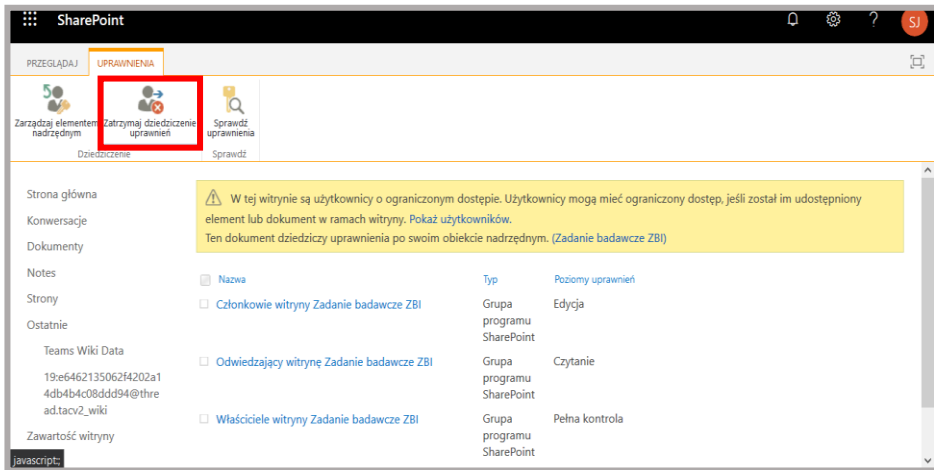 SharePoint
?
SJ
PRZEGLĄDAJ
UPRAWNIENIA
Zarządzaj elementem
nadrzędnym
Zatrzymaj dziedziczenie
uprawnień
Sprawdź
uprawnienia
Dziedziczenie
Sprawdź
Strona główna
Konwersacje
Dokumenty
Notes
Strony
Ostatnie
Teams Wiki Data
19:e6462135062f4202a1
4db4b4c08ddd94@thre
ad.tacv2_wiki
Zawartość witryny
javascript:;
W tej witrynie są użytkownicy o ograniczonym dostępie. Użytkownicy mogą mieć ograniczony dostęp, jeśli został im udostępniony
element lub dokument w ramach witryny. Pokaż użytkowników.
Ten dokument dziedziczy uprawnienia po swoim obiekcie nadrzędnym. (Zadanie badawcze ZBI)
Nazwa Typ Poziomy uprawnień
Członkowie witryny Zadanie badawcze ZBI Grupa Edycja
programu
SharePoint
Odwiedzający witrynę Zadanie badawcze ZBI Grupa Czytanie
programu
SharePoint
Właściciele witryny Zadanie badawcze ZBI Grupa Pełna kontrola
programu
SharePoint